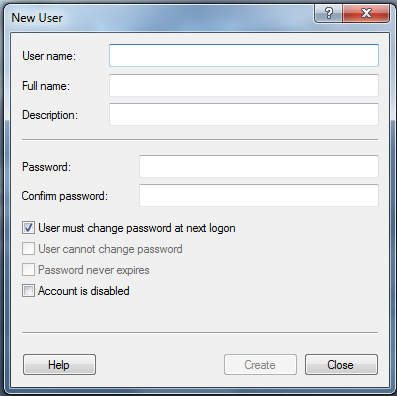 New User
?
User name:
Full name:
Description:
Password:
Confirm password:
User must change password at next logon
User cannot change password
Password never expires
Account is disabled
Help Create Close